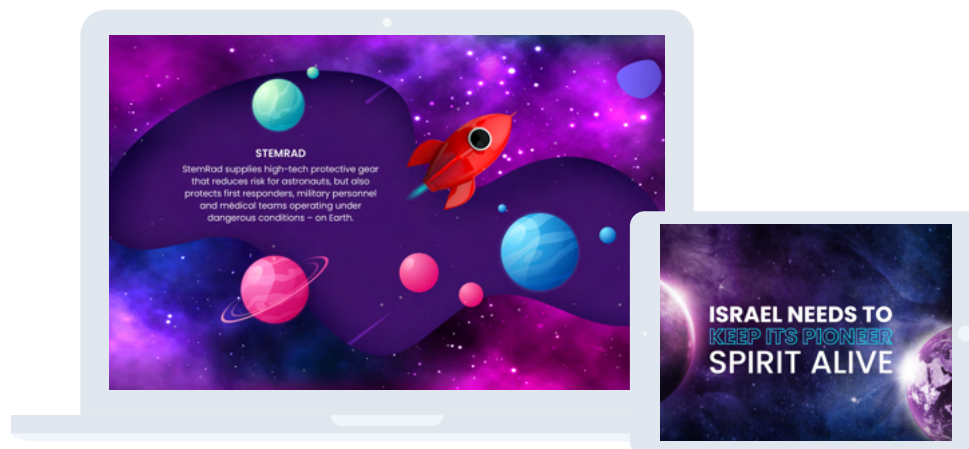 STEMRAD
StemRad supplies high-tech protective gear
that reduces risk for astronauts, but also
protects first responders, military personnel
and medical teams operating under
dangerous conditions – on Earth.
ISRAEL NEEDS TO
KEEP ITS PIONEER
SPIRIT ALIVE